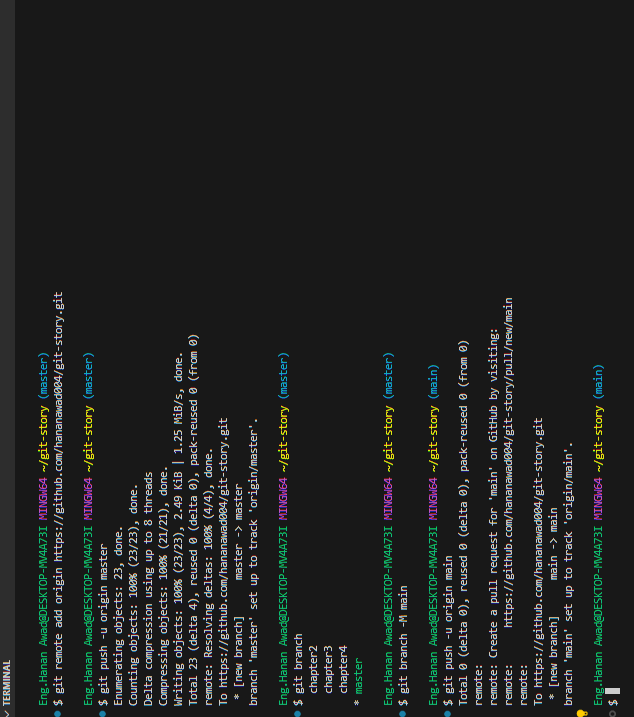 TERMINAL
Eng.Hanan Awad@DESKTOP-MV4A73I MINGW64 ~/git-story (master)
$ git remote add origin https://github.com/hananawad004/git-story.git
Eng.Hanan Awad@DESKTOP-MV4A73I MINGW64 ~/git-story (master)
$ git push -u origin master
Enumerating objects: 23, done.
Counting objects: 100% (23/23), done.
Delta compression using up to 8 threads
Compressing objects: 100% (21/21), done.
Writing objects: 100% (23/23), 2.49 KiB | 1.25 MiB/s, done.
Total 23 (delta 4), reused 0 (delta 0), pack-reused 0 (from 0)
remote: Resolving deltas: 100% (4/4), done.
To https://github.com/hananawad004/git-story.git
 * [new branch]      master -> master
branch 'master' set up to track 'origin/master'.
Eng.Hanan Awad@DESKTOP-MV4A73I MINGW64 ~/git-story (master)
$ git branch
  chapter2
  chapter3
  chapter4
* master
Eng.Hanan Awad@DESKTOP-MV4A73I MINGW64 ~/git-story (master)
$ git branch -M main
Eng.Hanan Awad@DESKTOP-MV4A73I MINGW64 ~/git-story (main)
$ git push -u origin main
Total 0 (delta 0), reused 0 (delta 0), pack-reused 0 (from 0)
remote:
remote: Create a pull request for 'main' on GitHub by visiting:
remote:      https://github.com/hananawad004/git-story/pull/new/main
remote:
To https://github.com/hananawad004/git-story.git
 * [new branch]      main -> main
branch 'main' set up to track 'origin/main'.
Eng.Hanan Awad@DESKTOP-MV4A73I MINGW64 ~/git-story (main)
$